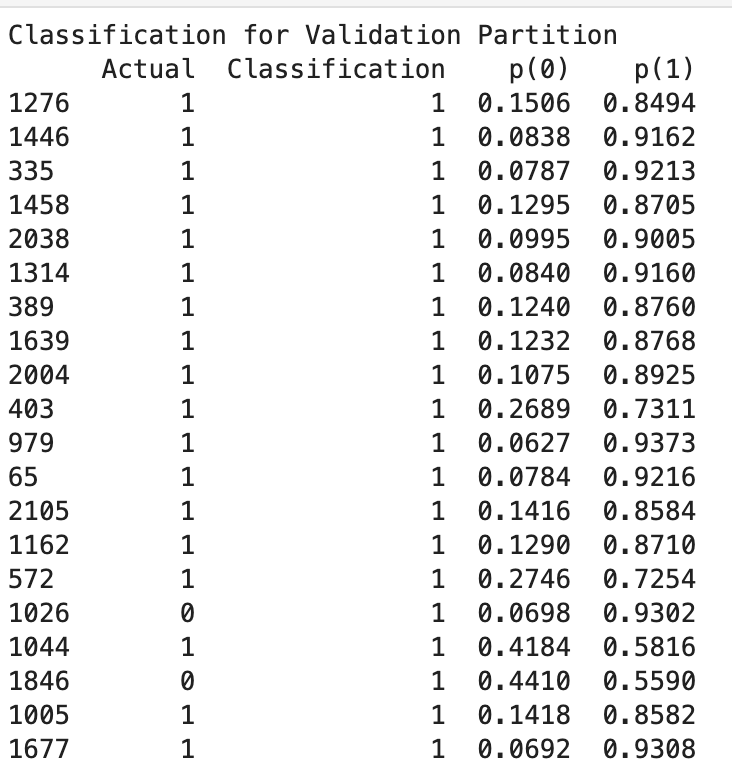 Classification for Validation Partition
Actual Classification p(0) p(1)
1276 1 1 0.1506 0.8494
1446 1 1 0.0838 0.9162
335 1 1 0.0787 0.9213
1458 1 1 0.1295 0.8705
2038 1 1 0.0995 0.9005
1314 1 1 0.0840 0.9160
389 1 1 0.1240 0.8760
1639 1 1 0.1232 0.8768
2004 1 1 0.1075 0.8925
403 1 1 0.2689 0.7311
979 1 1 0.0627 0.9373
65 1 1 0.0784 0.9216
2105 1 1 0.1416 0.8584
1162 1 1 0.1290 0.8710
572 1 1 0.2746 0.7254
1026 0 1 0.0698 0.9302
1044 1 1 0.4184 0.5816
1846 0 1 0.4410 0.5590
1005 1 1 0.1418 0.8582
1677 1 1 0.0692 0.9308